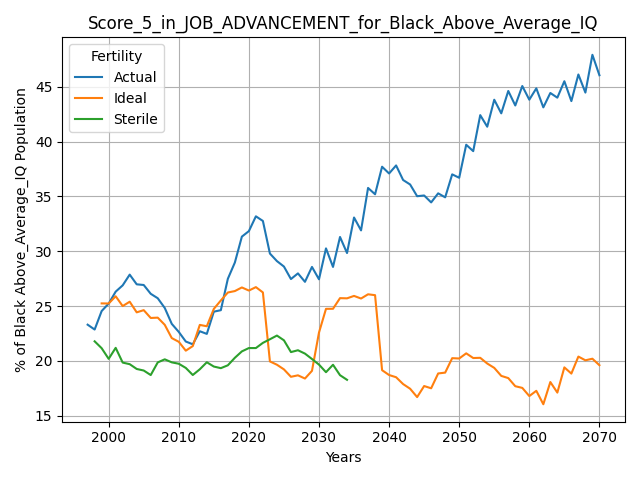 Score_5_in_JOB_ADVANCEMENT_for_Black_Above_Average_IQ
Fertility
Actual
Ideal
Sterile
% of Black Above_Average_IQ Population
45
40
35
30
25
20
15
2000
2010
2020
2030
2040
2050
2060
2070
Years